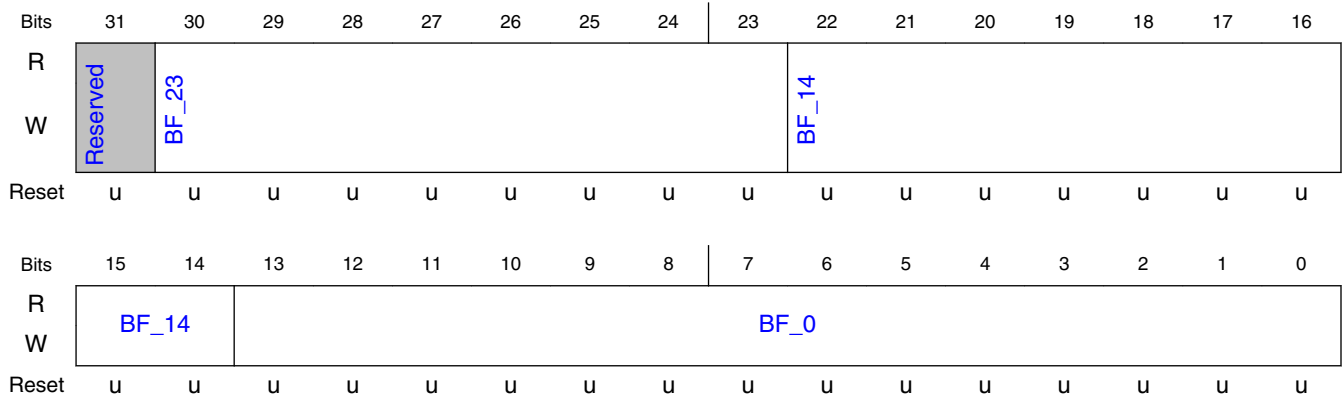 Bits 31 30 29 28 27 26 25 24 23 22 21 20 19 18 17 16
R
W
Reserved
BF_23
BF_14
Reset u u u u u u u u u u u u u u u u
Bits 15 14 13 12 11 10 9 8 7 6 5 4 3 2 1 0
R
W
BF_14 BF_0
Reset u u u u u u u u u u u u u u u u